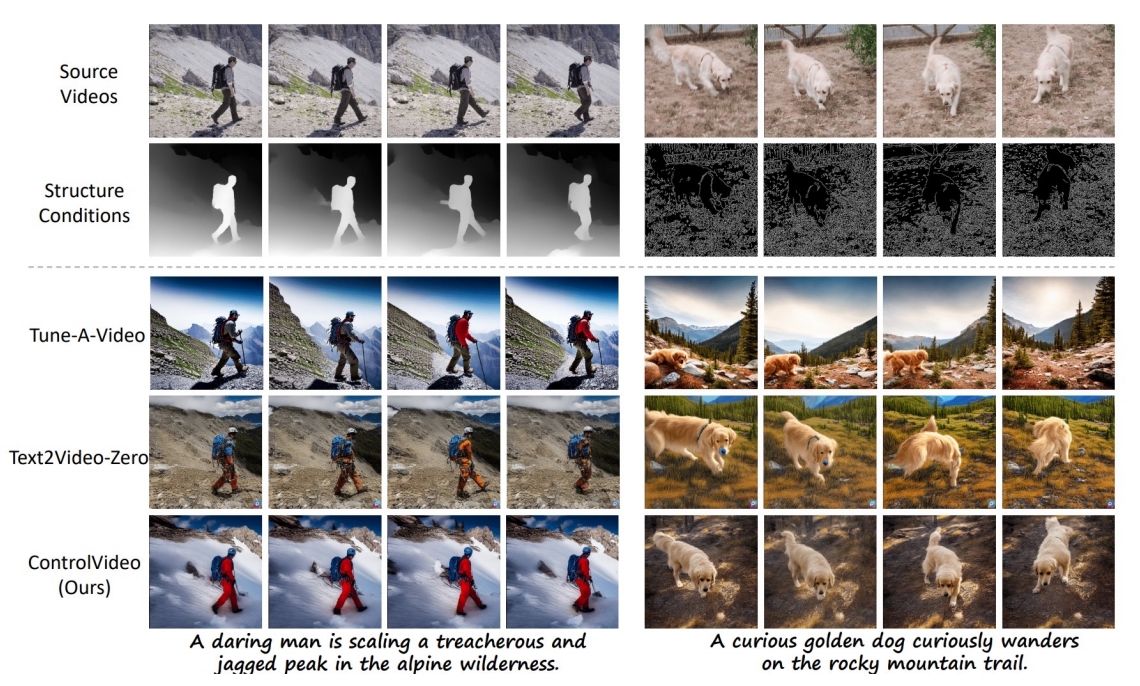 Source
Videos
Structure
Conditions
Tune-A-Video
Text2Video-Zero
ControlVideo
(Ours)
A daring man is scaling a treacherous and
jagged peak in the alpine wilderness.
A curious golden dog curiously wanders
on the rocky mountain trail.